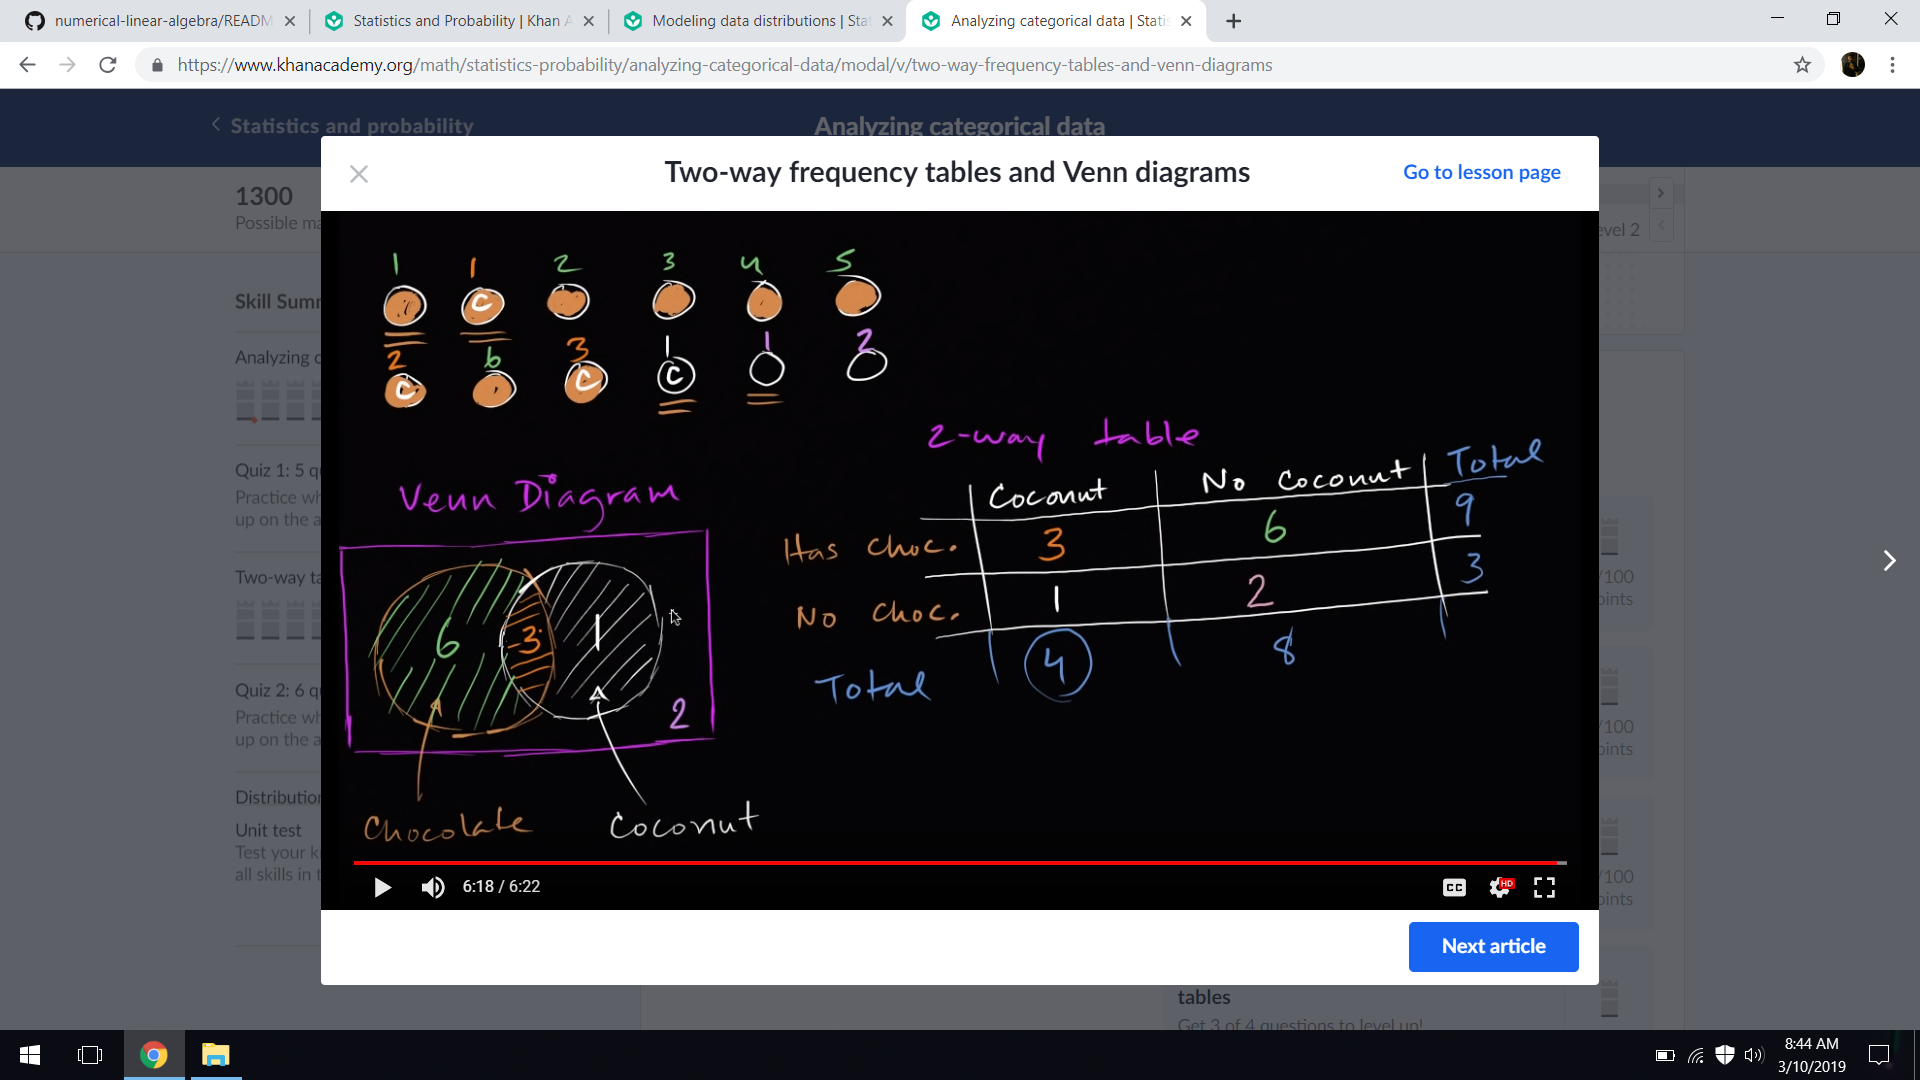 numerical-linear-algebra/READM
Statistics and Probability | Khan A
Modeling data distributions | Stat
Analyzing categorical data | Statis
https://www.khanacademy.org/math/statistics-probability/analyzing-categorical-data/modal/v/two-way-frequency-tables-and-venn-diagrams
Statistics and probability
Analyzing categorical data
Two-way frequency tables and Venn diagrams
Go to lesson page
1300
Possible ma
evel 2
Skill Summ
Analyzing c
Quiz 1: 5 qu
Practice wh
up on the a
Two-way ta
Quiz 2: 6 qu
Practice wh
up on the a
Distribution
Unit test
Test your k
all skills in t
1 1 2 3 4 5
C
2 6 3 1 1 2
C C C
2-way table
Coconut No Coconut Total
Has choc. 3 6 9
No choc. 1 2 3
Total 4 8
Venn Diagram
6 3 1
2
Chocolate Coconut
6:18 / 6:22
CC
HD
Next article
/100
oints
/100
oints
/100
oints
tables
Get 3 of 4 questions to level up!
8:44 AM
3/10/2019